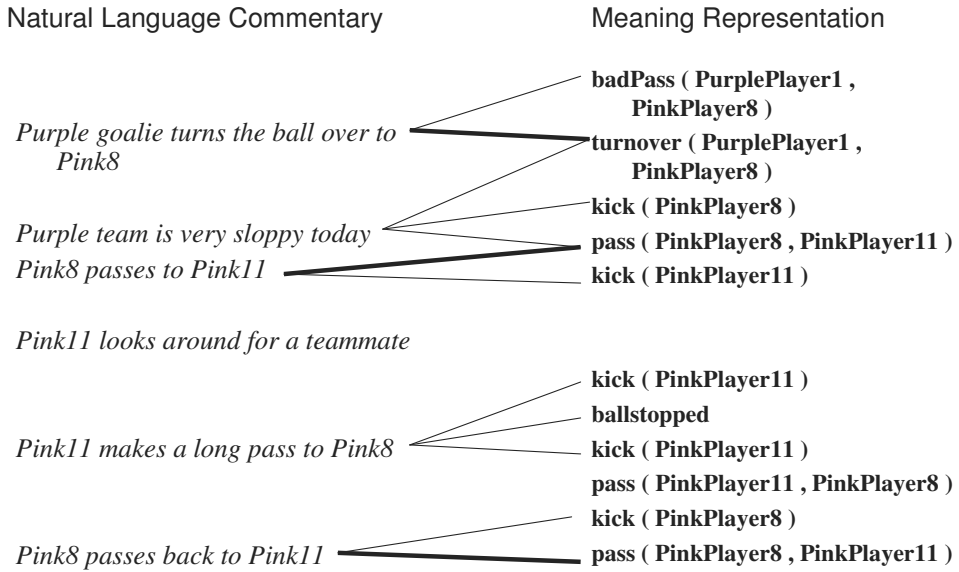 Natural Language Commentary
Meaning Representation
badPass ( PurplePlayer1 ,
PinkPlayer8 )
Purple goalie turns the ball over to
Pink8
turnover ( PurplePlayer1 ,
PinkPlayer8 )
kick ( PinkPlayer8 )
Purple team is very sloppy today
pass ( PinkPlayer8 , PinkPlayer11 )
Pink8 passes to Pink11
kick ( PinkPlayer11 )
Pink11 looks around for a teammate
kick ( PinkPlayer11 )
ballstopped
Pink11 makes a long pass to Pink8
kick ( PinkPlayer11 )
pass ( PinkPlayer11 , PinkPlayer8 )
kick ( PinkPlayer8 )
Pink8 passes back to Pink11
pass ( PinkPlayer8 , PinkPlayer11 )